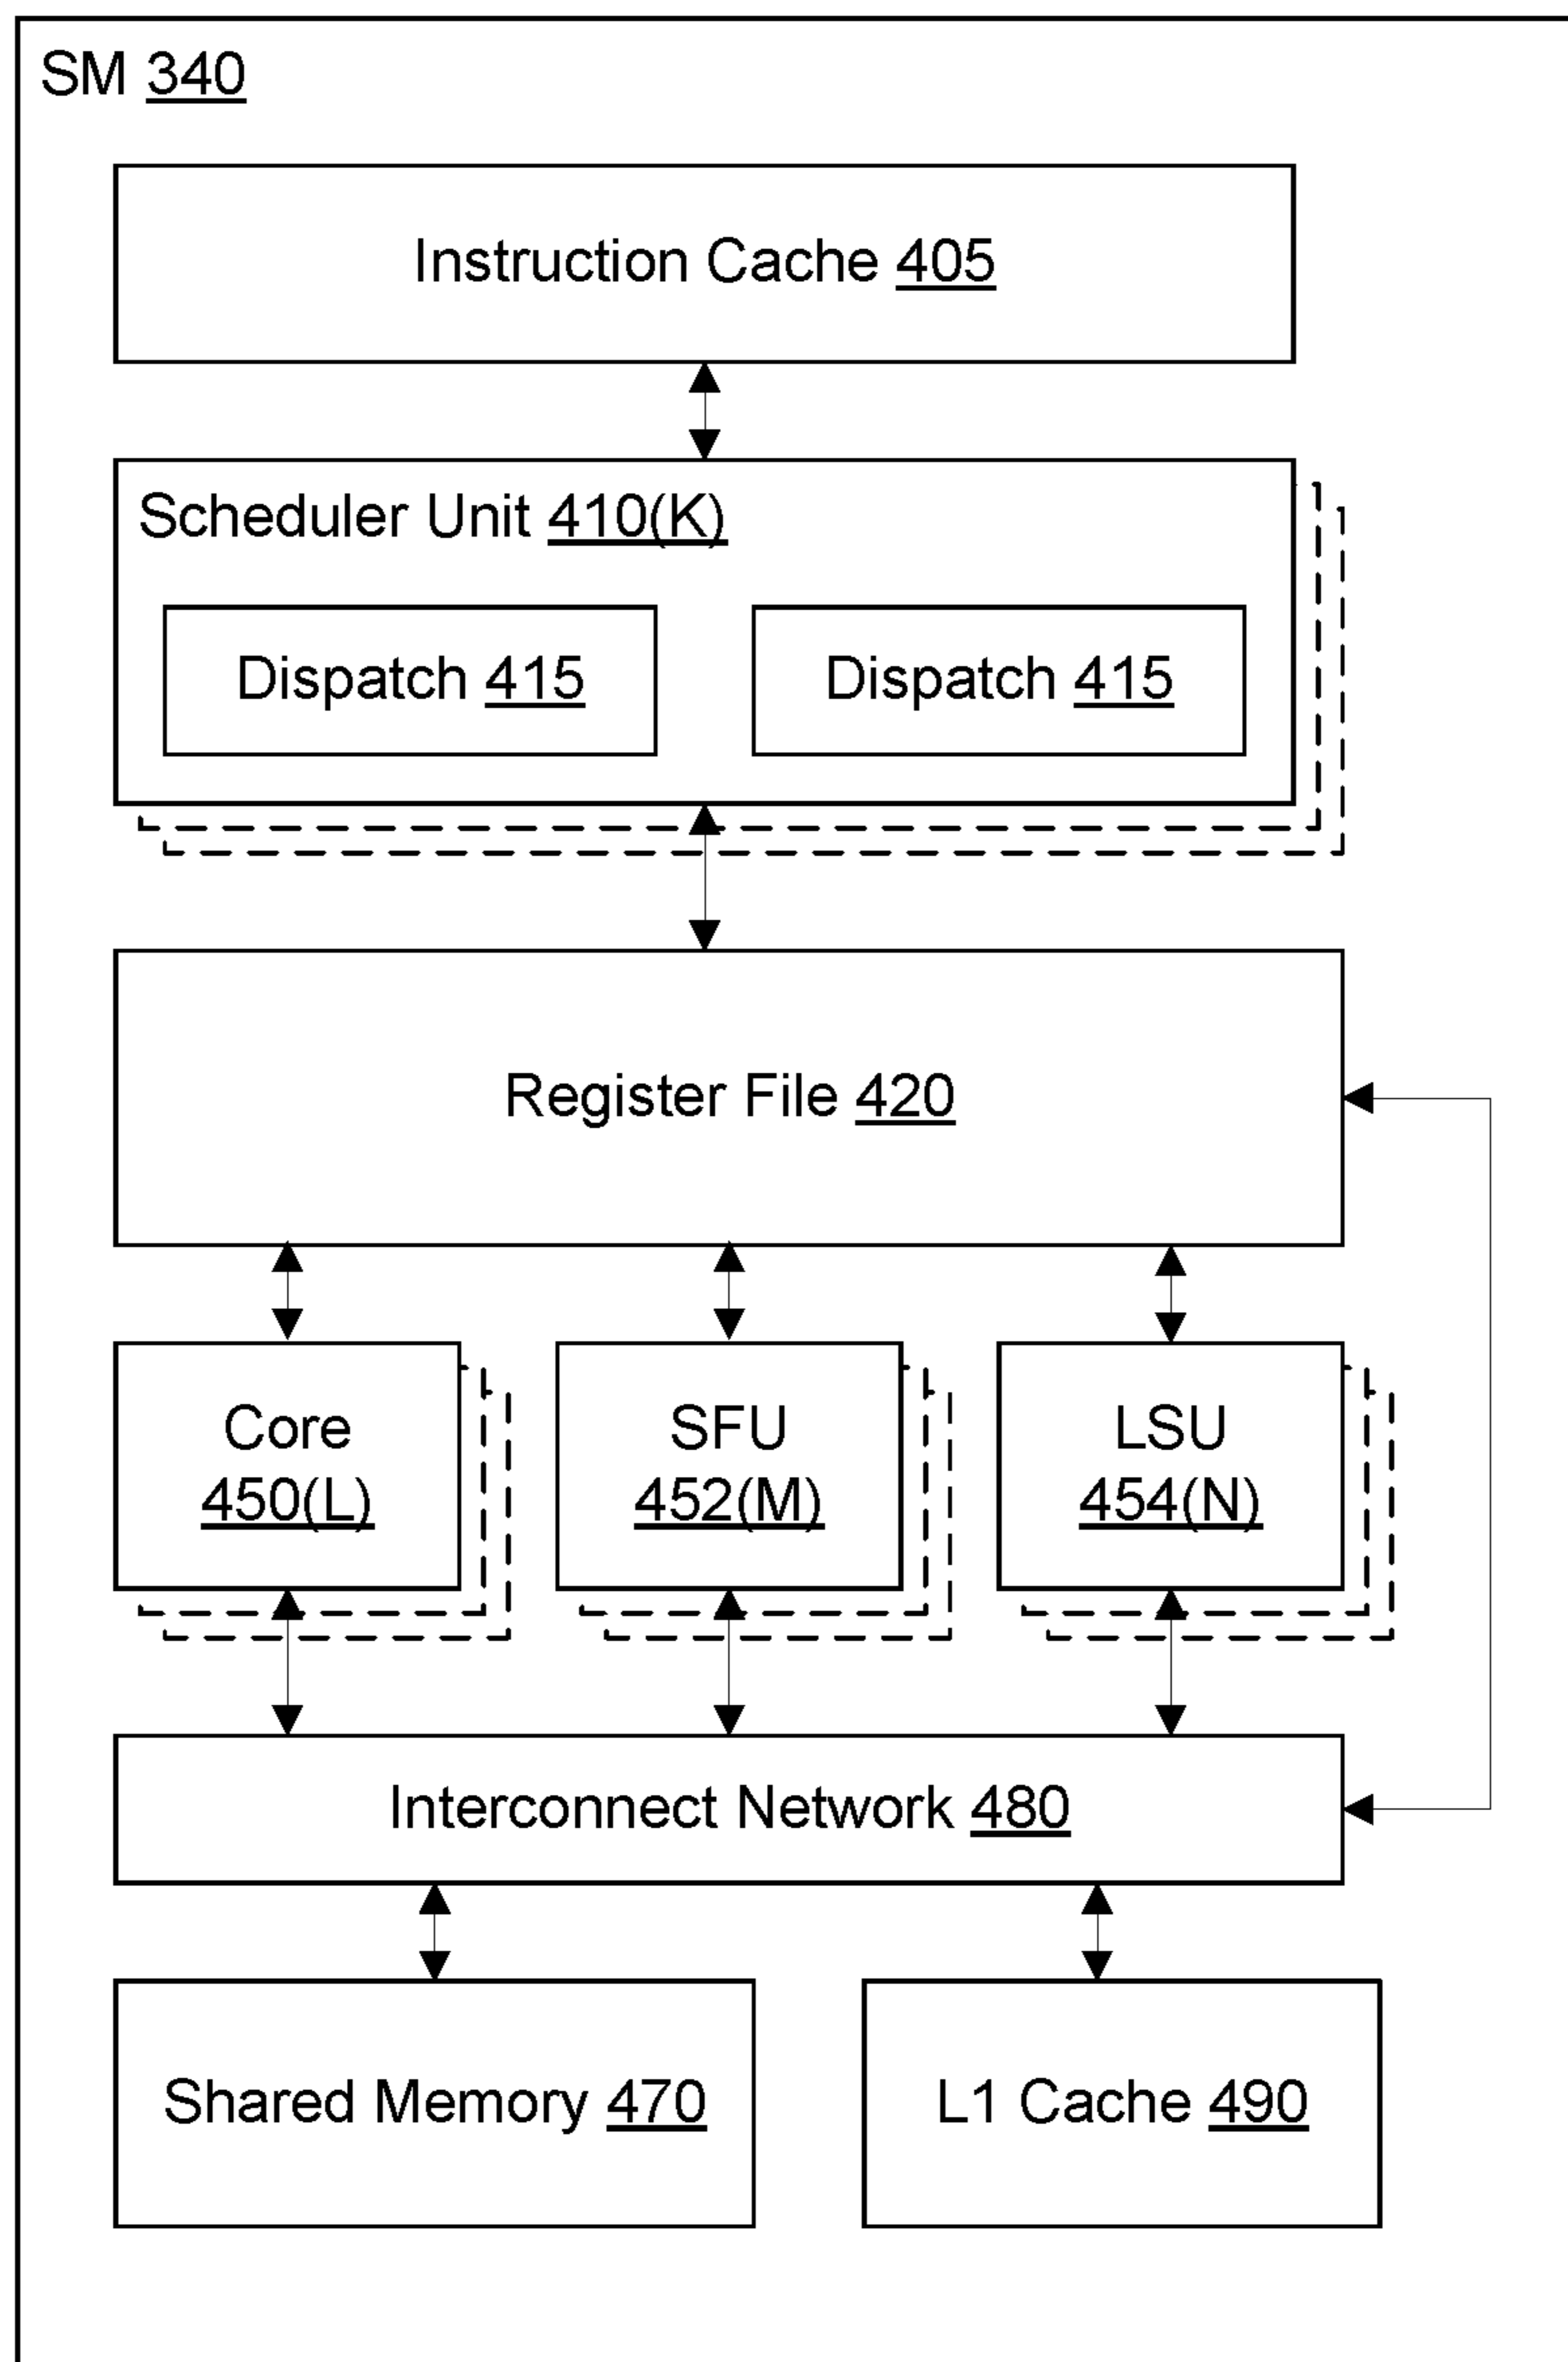 SM 340
Instruction Cache 405
Scheduler Unit 410(K)
Dispatch 415
Dispatch 415
Register File 420
Core
450(L)
SFU
452(M)
LSU
454(N)
Interconnect Network 480
Shared Memory 470
L1 Cache 490